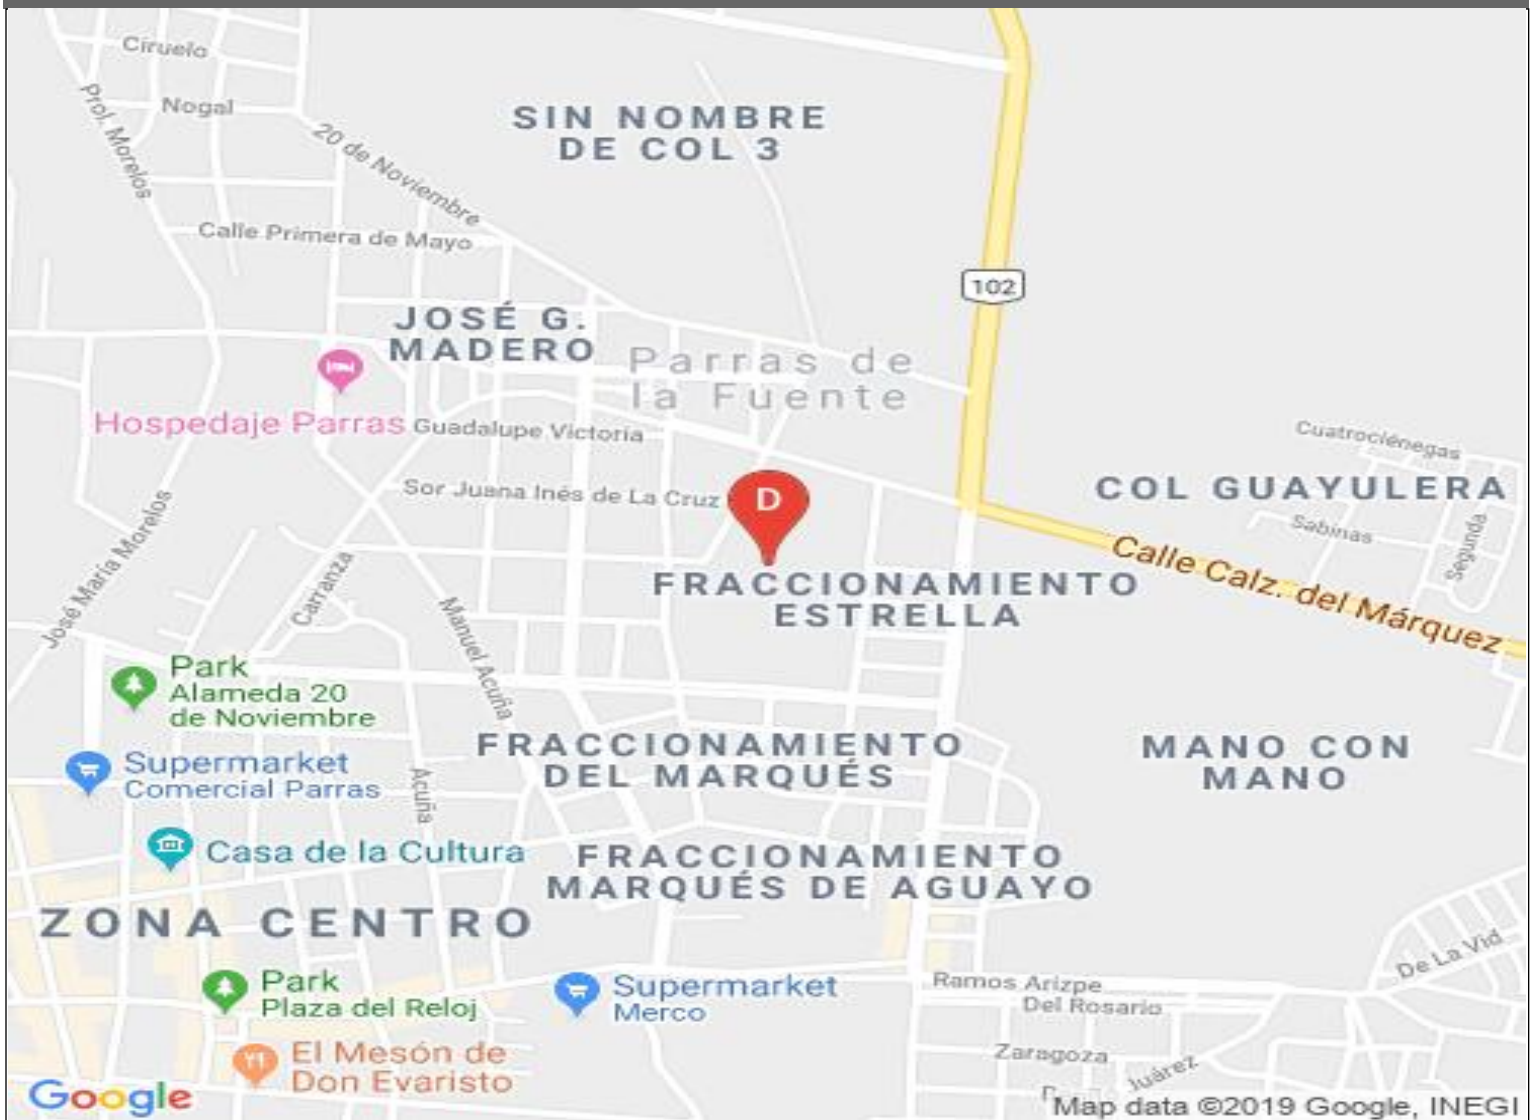 Ciruelo
Nogal
Prol. Morelos
20 de Noviembre
SIN NOMBRE
DE COL 3
Calle Primera de Mayo
102
JOSÉ G.
MADERO
Parras de
la Fuente
Hospedaje Parras
Guadalupe Victoria
Cuatrociénegas
Sor Juana Inés de La Cruz
D
COL GUAYULERA
Sabinas
Segunda
José María Morelos
Carranza
Calle Calz. del Márquez
FRACCIONAMIENTO
ESTRELLA
Manuel Acuña
Park
Alameda 20
de Noviembre
FRACCIONAMIENTO
DEL MARQUÉS
MANO CON
MANO
Supermarket
Comercial Parras
Acuña
Casa de la Cultura
FRACCIONAMIENTO
MARQUÉS DE AGUAYO
ZONA CENTRO
De La Vid
Park
Plaza del Reloj
Supermarket
Merco
Ramos Arizpe
Del Rosario
El Mesón de
Don Evaristo
Zaragoza
Juárez
Google
Map data ©2019 Google, INEGI